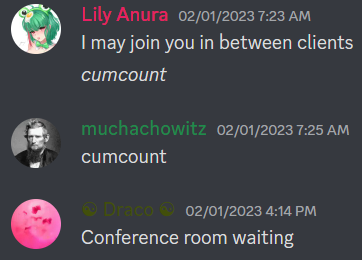 Lily Anura 02/01/2023 7:23 AM
I may join you in between clients
cumcount
muchachowitz 02/01/2023 7:25 AM
cumcount
☯ Draco ☯ 02/01/2023 4:14 PM
Conference room waiting